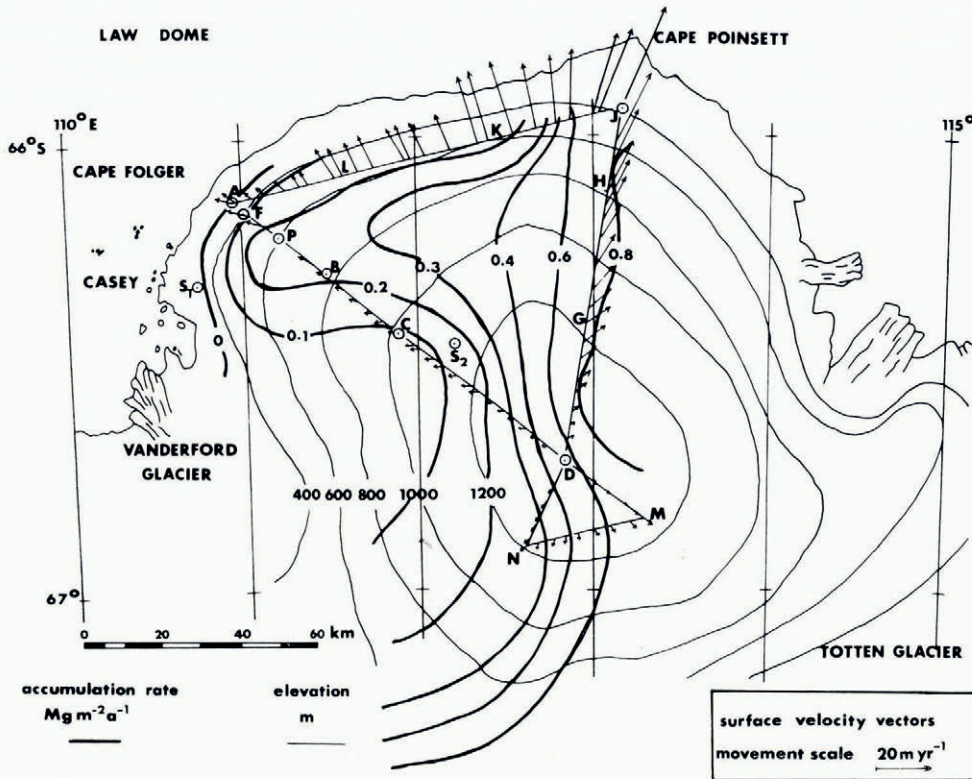 LAW DOME
CAPE POINSETT
110° E
115°
66° S
CAPE FOLGER
CASEY
VANDERFORD
GLACIER
A
F
P
B
C
S1
S2
L
K
J
H
G
D
M
N
0
0.1
0.2
0.3
0.4
0.6
0.8
400 600 800 1000 1200
67°
0 20 40 60 km
TOTTEN GLACIER
accumulation rate
Mg m⁻² a⁻¹
elevation
m
surface velocity vectors
movement scale 20 m yr⁻¹